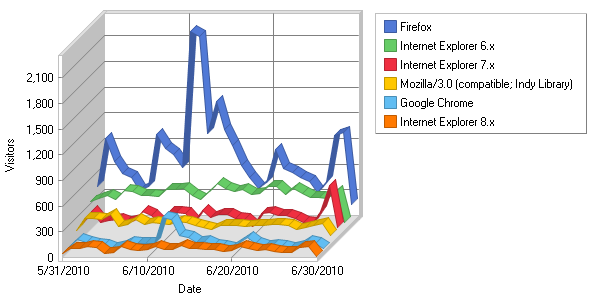 Firefox
Internet Explorer 6.x
Internet Explorer 7.x
Mozilla/3.0 (compatible; Indy Library)
Google Chrome
Internet Explorer 8.x
2,100
1,800
1,500
1,200
900
600
300
0
Visitors
5/31/2010 6/10/2010 6/20/2010 6/30/2010
Date